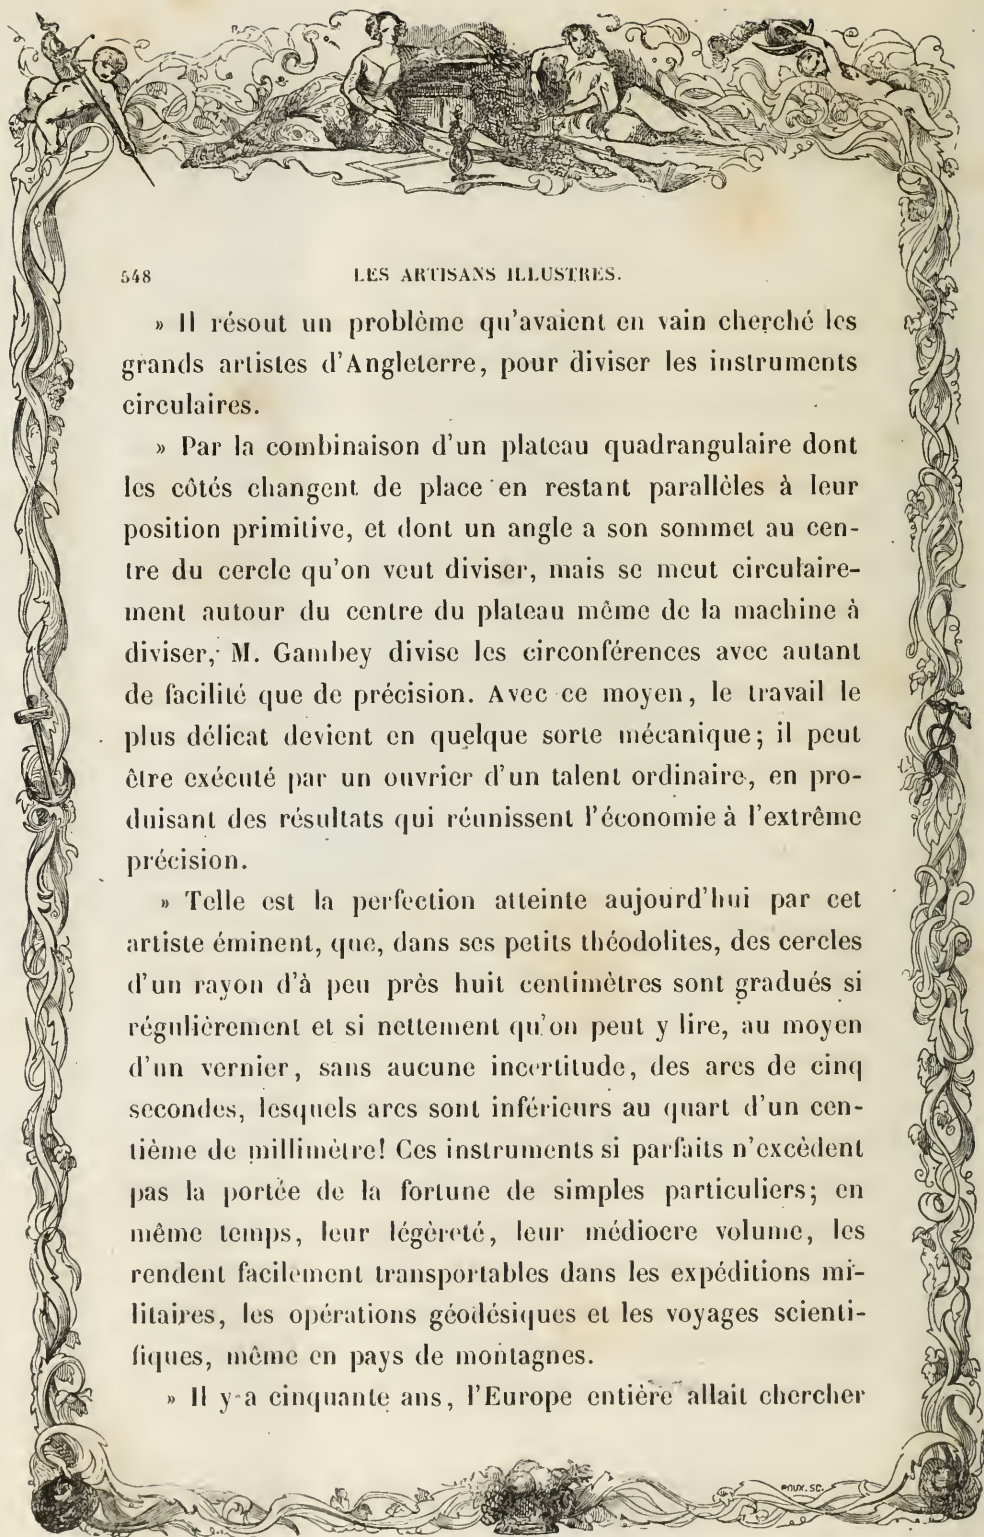 548 LES ARTISANS ILLUSTRES.
» Il résout un problème qu'avaient en vain cherché les
grands artistes d'Angleterre, pour diviser les instruments
circulaires.
» Par la combinaison d'un plateau quadrangulaire dont
les côtés changent de place en restant parallèles à leur
position primitive, et dont un angle a son sommet au cen-
tre du cercle qu'on veut diviser, mais se meut circulaire-
ment autour du centre du plateau même de la machine à
diviser, M. Gambey divise les circonférences avec autant
de facilité que de précision. Avec ce moyen, le travail le
plus délicat devient en quelque sorte mécanique; il peut
être exécuté par un ouvrier d'un talent ordinaire, en pro-
duisant des résultats qui réunissent l'économie à l'extrême
précision.
» Telle est la perfection atteinte aujourd'hui par cet
artiste éminent, que, dans ses petits théodolites, des cercles
d'un rayon d'à peu près huit centimètres sont gradués si
régulièrement et si nettement qu'on peut y lire, au moyen
d'un vernier, sans aucune incertitude, des arcs de cinq
secondes, lesquels arcs sont inférieurs au quart d'un cen-
tième de millimètre! Ces instruments si parfaits n'excèdent
pas la portée de la fortune de simples particuliers; en
même temps, leur légèreté, leur médiocre volume, les
rendent facilement transportables dans les expéditions mi-
litaires, les opérations géodésiques et les voyages scienti-
fiques, même en pays de montagnes.
» Il y a cinquante ans, l'Europe entière allait chercher
ROUX. SC.